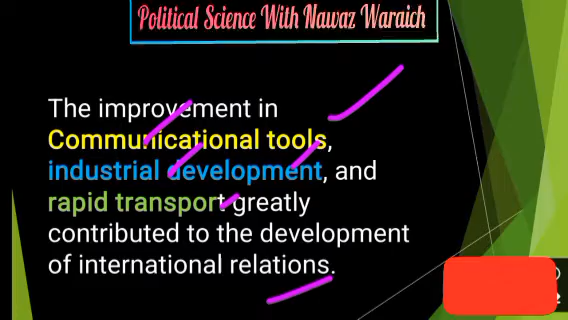 Political Science With Nawaz Waraich
The improvement in
Communicational tools,
industrial development, and
rapid transport greatly
contributed to the development
of international relations.